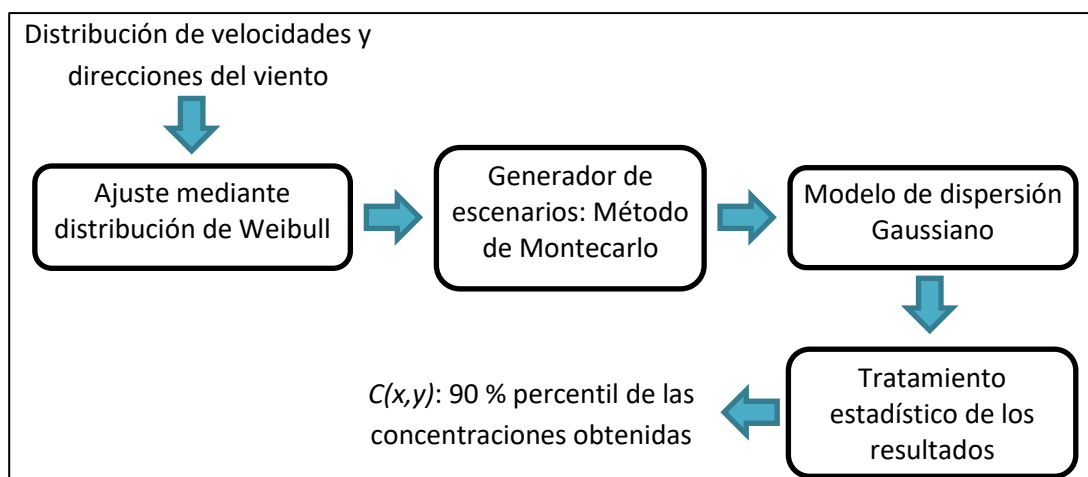 Distribución de velocidades y
direcciones del viento
Ajuste mediante
distribución de Weibull
Generador de
escenarios: Método
de Montecarlo
Modelo de dispersión
Gaussiano
Tratamiento
estadístico de los
resultados
C(x,y): 90 % percentil de las
concentraciones obtenidas